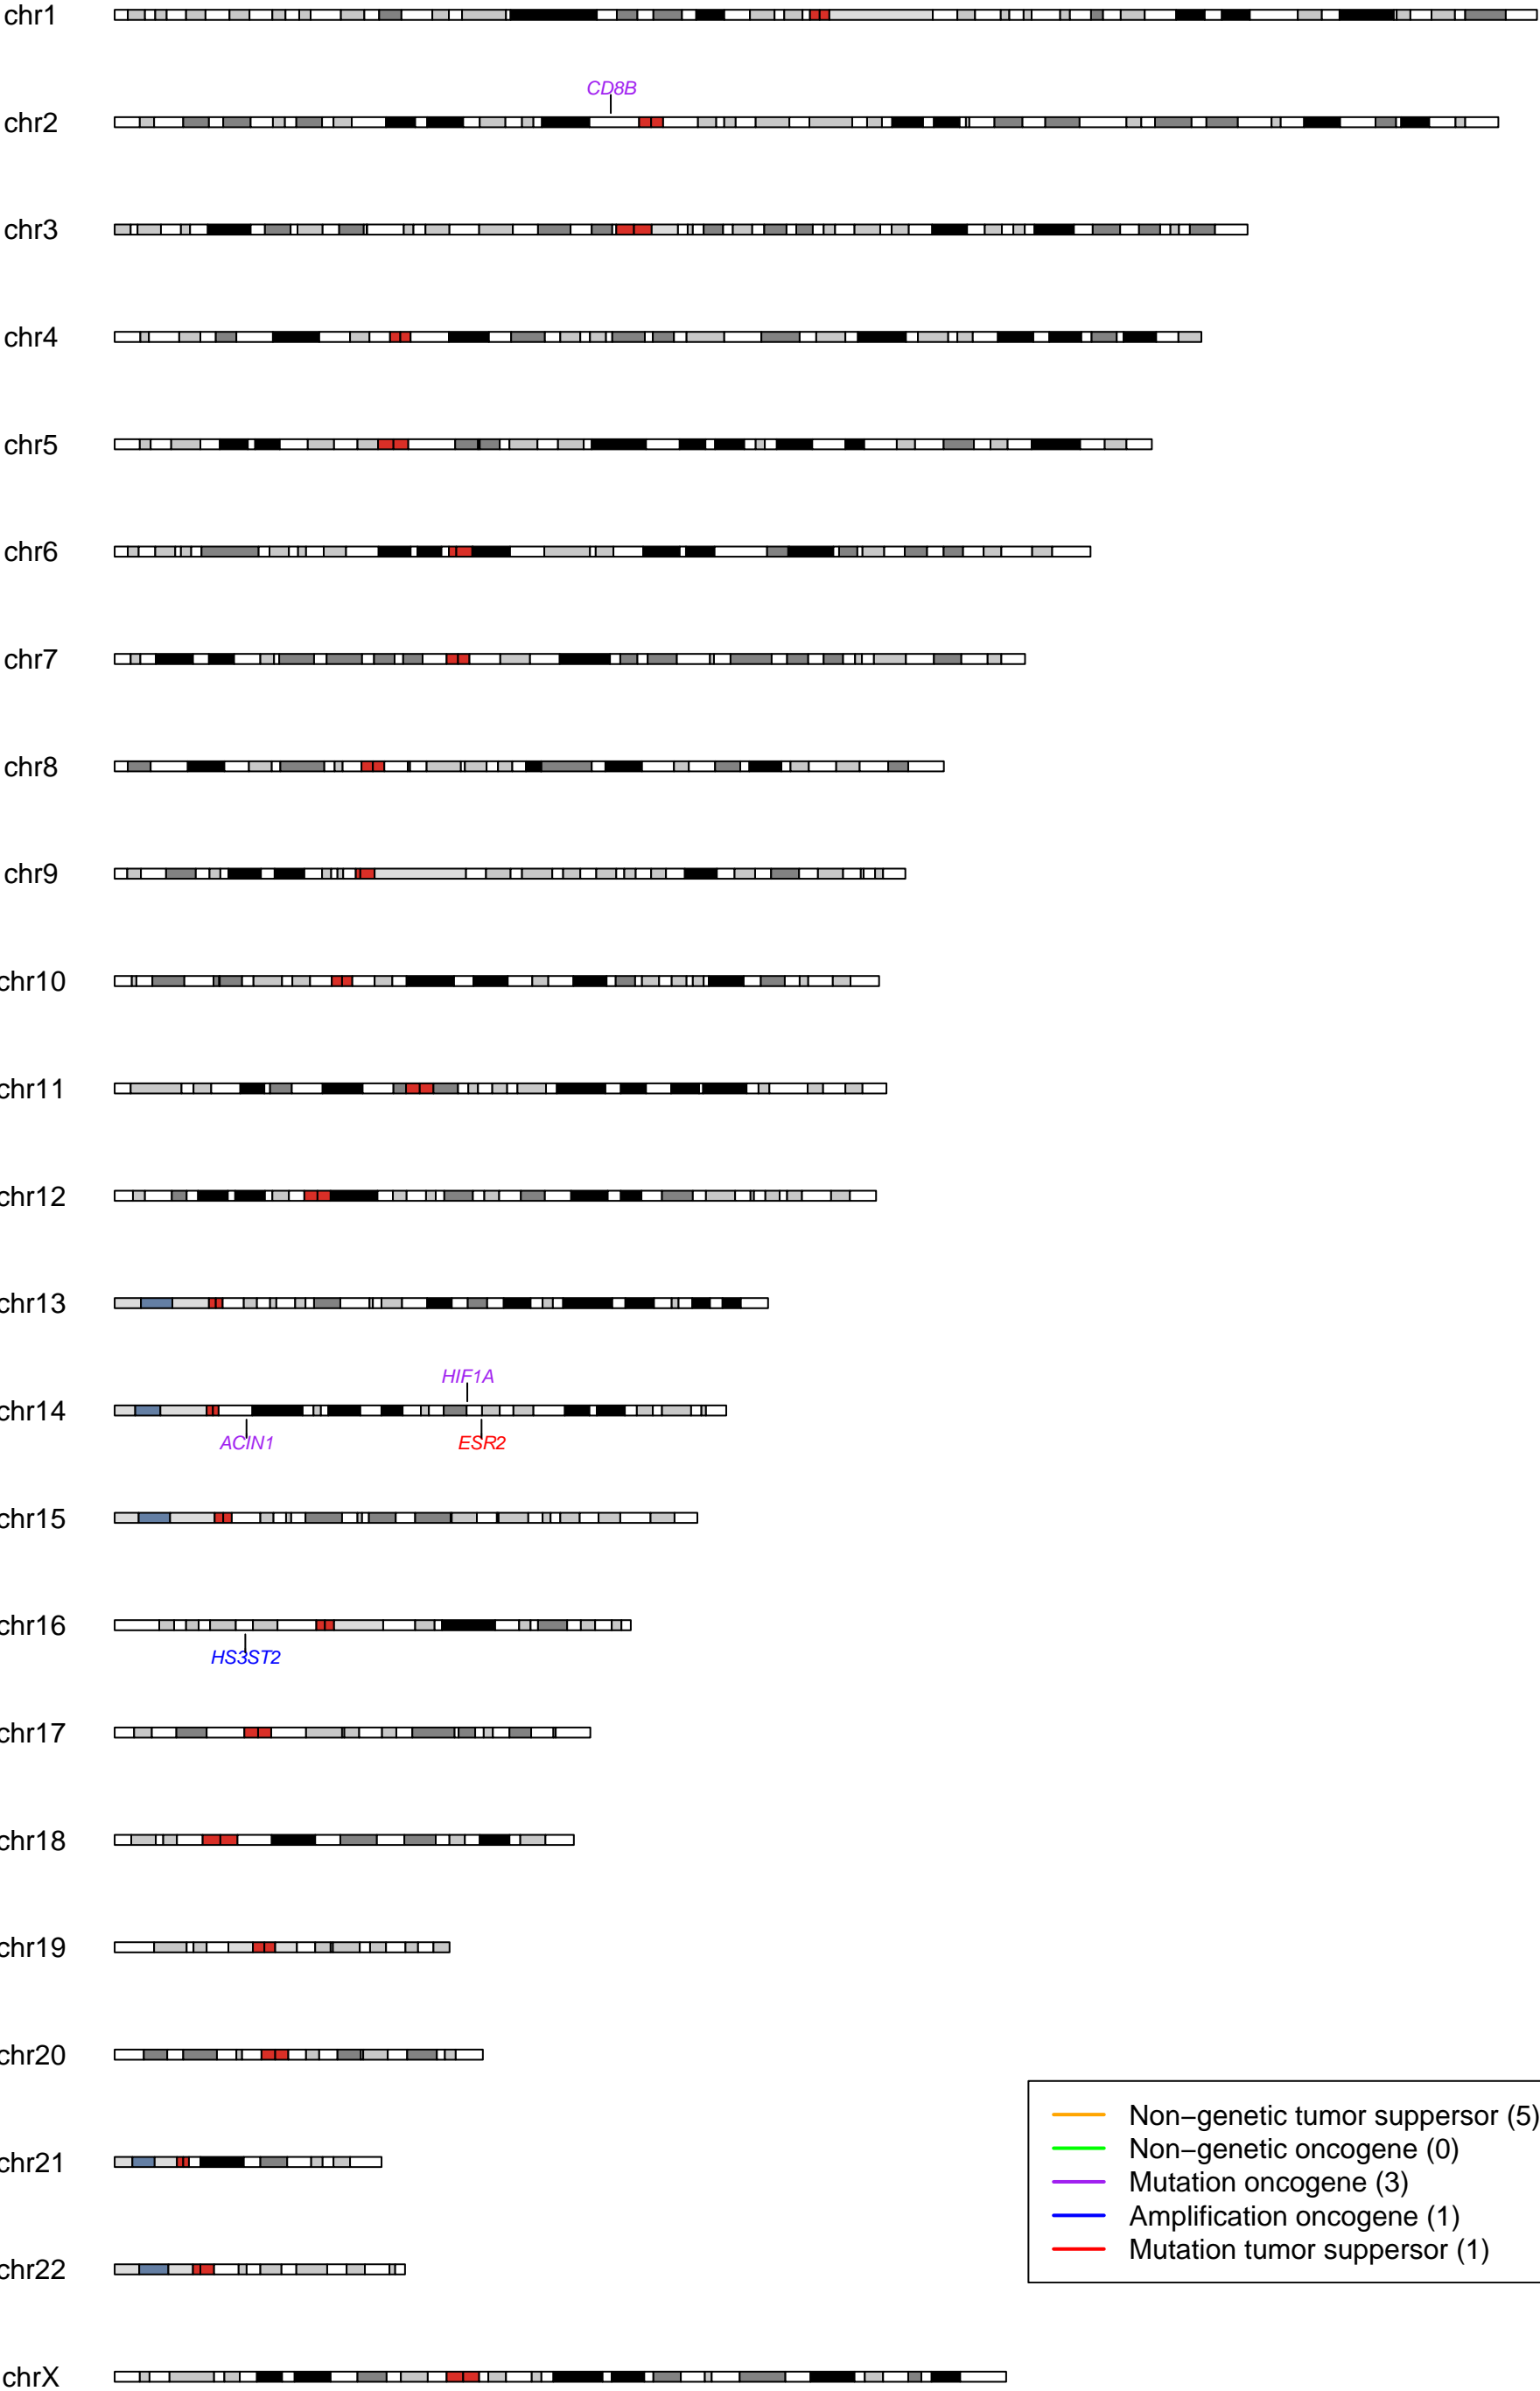 chr1
CD8B
chr2
chr3
chr4
chr5
chr6
chr7
chr8
chr9
chr10
chr11
chr12
chr13
HIF1A
chr14
ACIN1
ESR2
chr15
chr16
HS3ST2
chr17
chr18
chr19
chr20
Non−genetic tumor suppersor (5)
Non−genetic oncogene (0)
chr21
Mutation oncogene (3)
Amplification oncogene (1)
Mutation tumor suppersor (1)
chr22
chrX